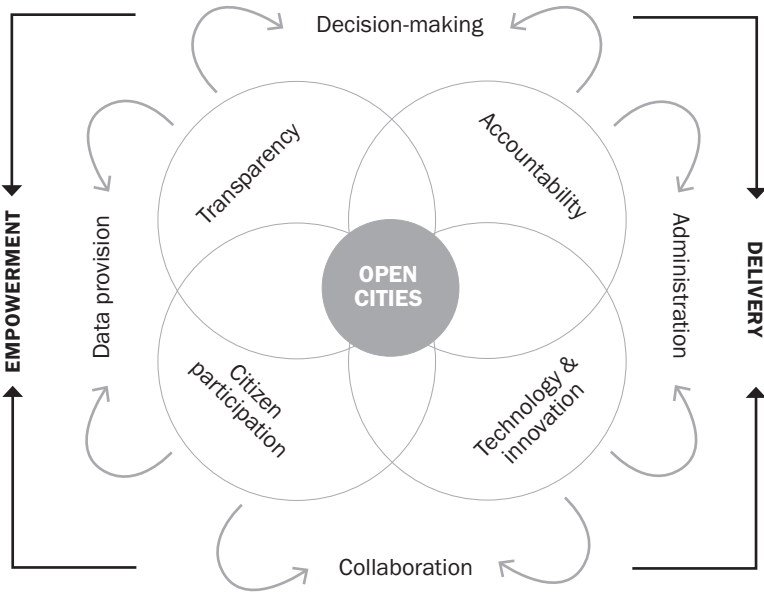 Decision-making
Transparency
Accountability
EMPOWERMENT
Data provision
OPEN
CITIES
Administration
DELIVERY
Citizen
participation
Technology &
innovation
Collaboration